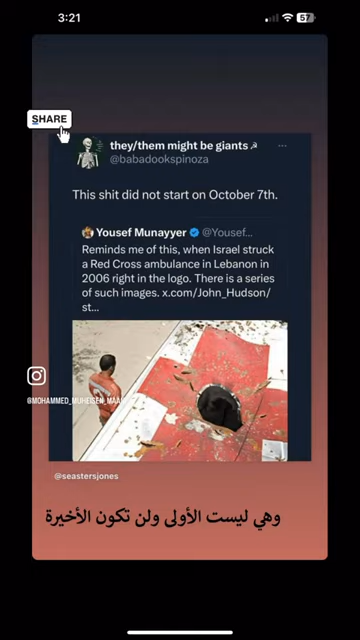 3:21
57
SHARE
they/them might be giants ☭
@babadookspinoza
This shit did not start on October 7th.
Yousef Munayyer @Yousef...
Reminds me of this, when Israel struck
a Red Cross ambulance in Lebanon in
2006 right in the logo. There is a series
of such images. x.com/John_Hudson/
st...
@seastersjones
وهي ليست الأولى ولن تكون الأخيرة